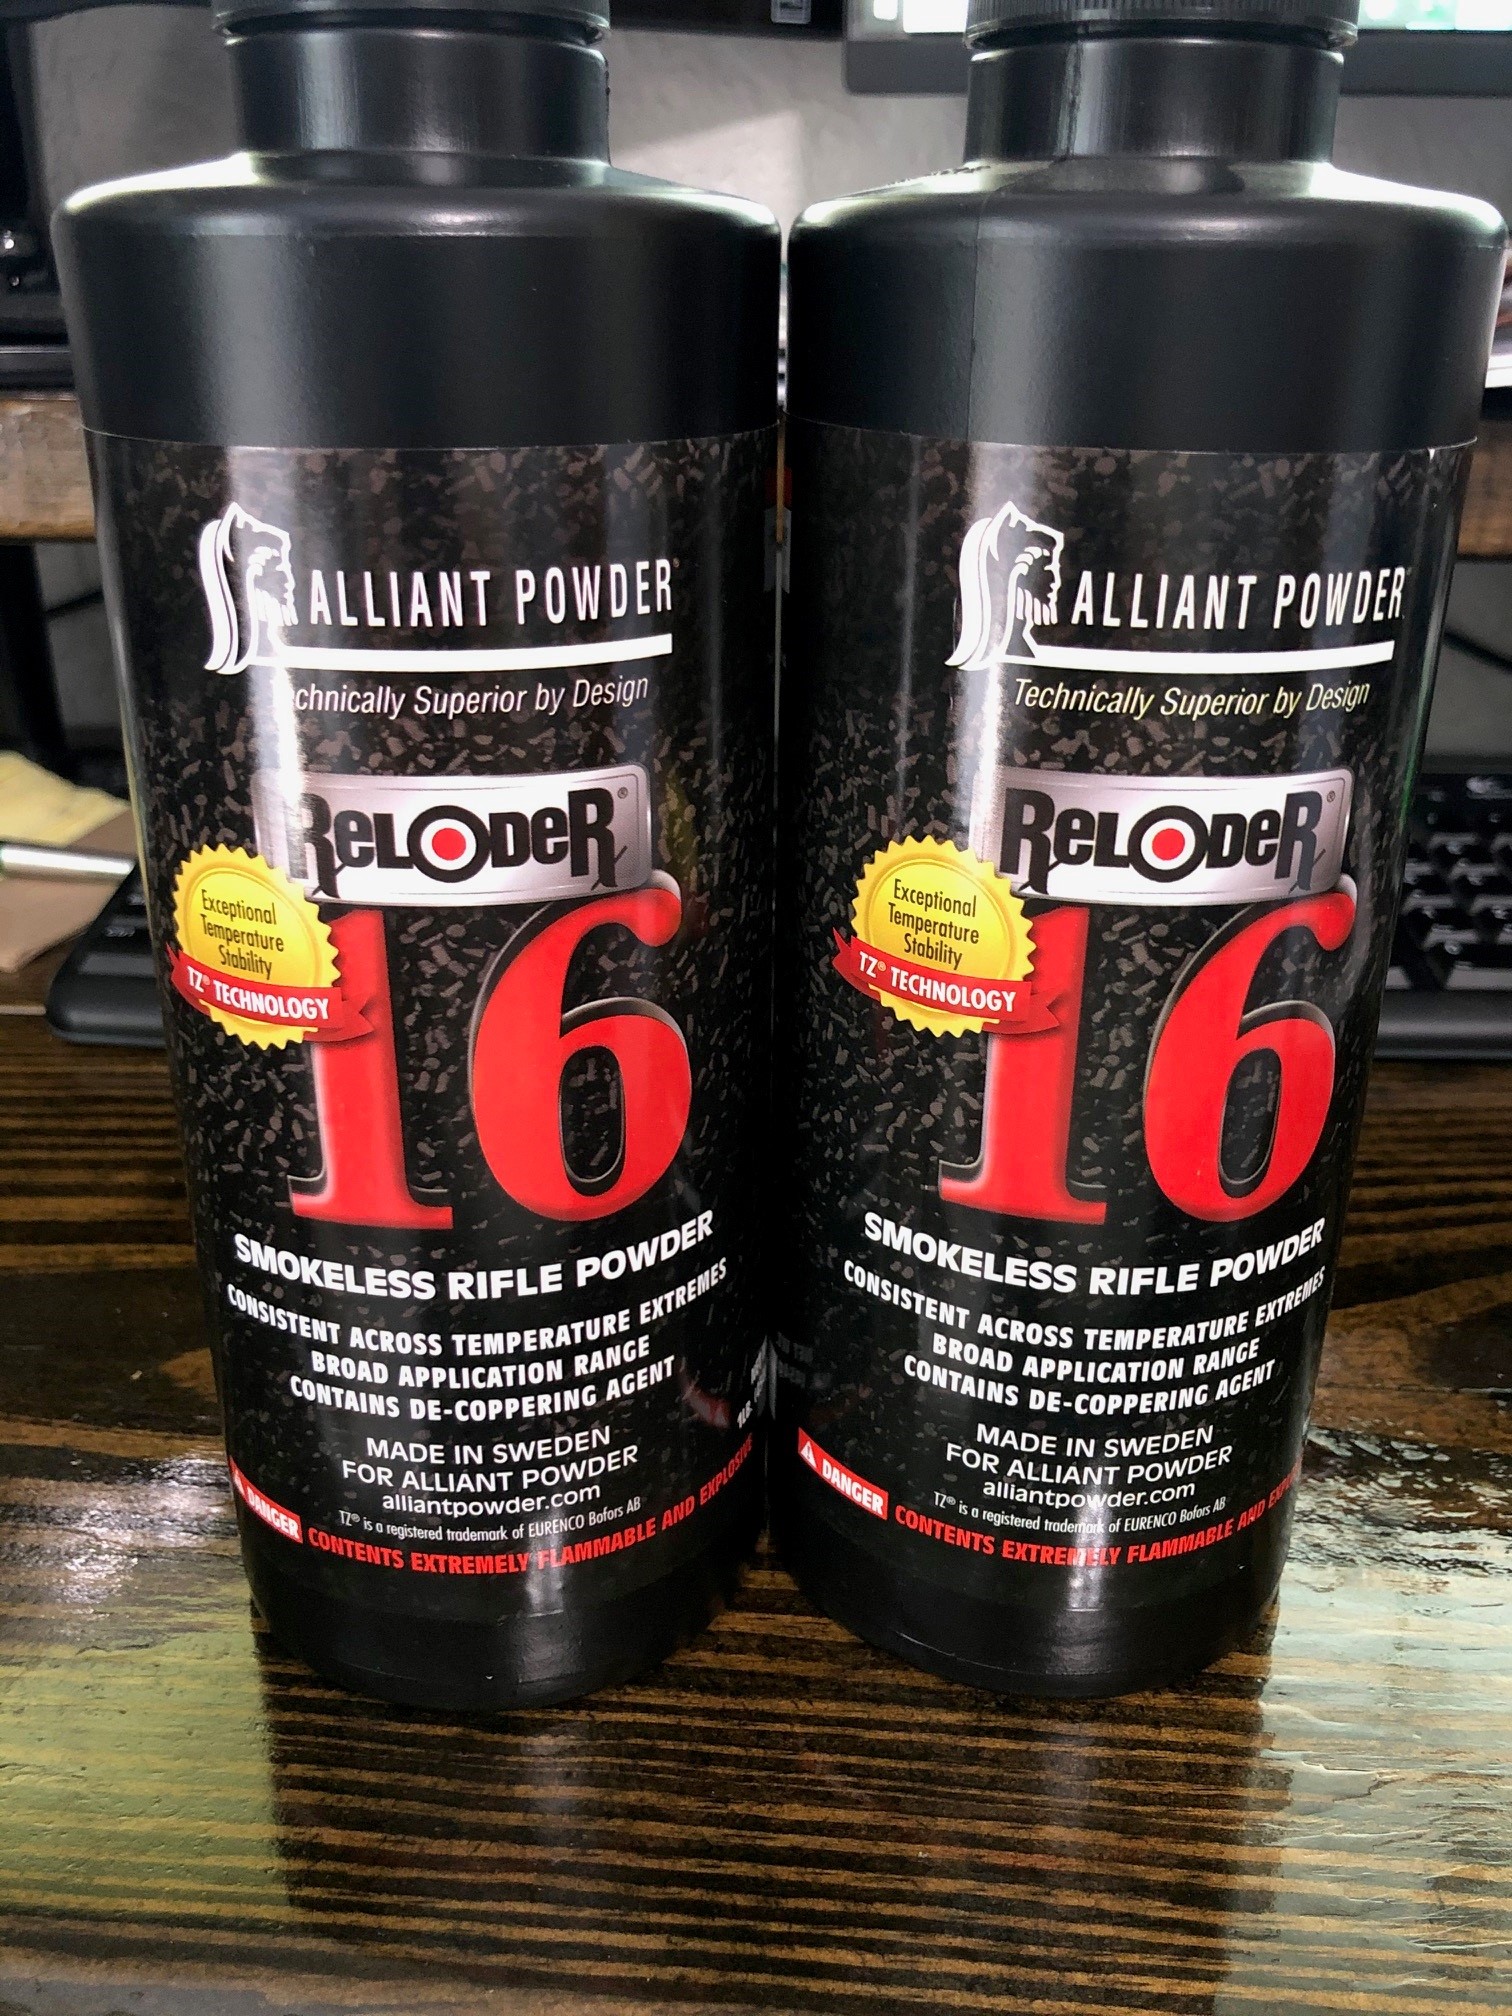 ALLIANT POWDER
chnically Superior by Design
ReLODeR®
Exceptional
Temperature
Stability
TZ® TECHNOLOGY
16
SMOKELESS RIFLE POWDER
CONSISTENT ACROSS TEMPERATURE EXTREMES
BROAD APPLICATION RANGE
CONTAINS DE-COPPERING AGENT
1LB
MADE IN SWEDEN
FOR ALLIANT POWDER
alliantpowder.com
TZ® is a registered trademark of EURENCO Bofors AB
DANGER CONTENTS EXTREMELY FLAMMABLE AND EXPLOSIVE
ALLIANT POWDER
Technically Superior by Design
ReLODeR®
Exceptional
Temperature
Stability
TZ® TECHNOLOGY
16
SMOKELESS RIFLE POWDER
CONSISTENT ACROSS TEMPERATURE EXTREMES
BROAD APPLICATION RANGE
CONTAINS DE-COPPERING AGENT
MADE IN SWEDEN
FOR ALLIANT POWDER
alliantpowder.com
TZ® is a registered trademark of EURENCO Bofors AB
DANGER CONTENTS EXTREMELY FLAMMABLE AND